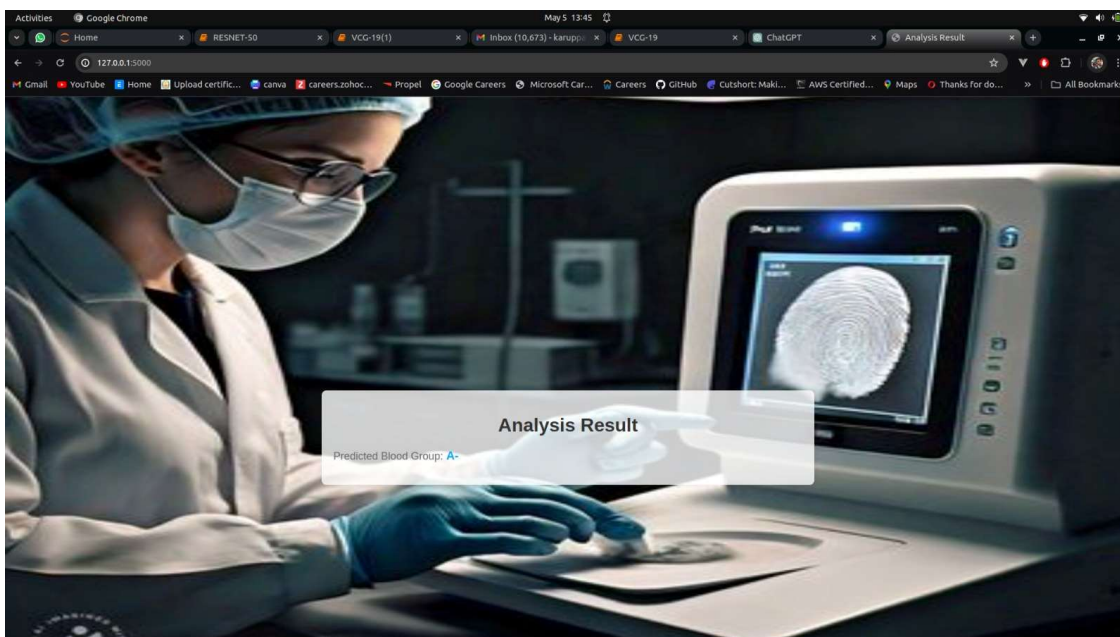 Activities Google Chrome May 5 13:45
Home RESNET-50 VCG-19(1) Inbox (10,673) - karuppa VCG-19 ChatGPT Analysis Result
127.0.0.1:5000
Gmail YouTube Home Upload certific... canva careers.zohoc... Propel Google Careers Microsoft Car... Careers GitHub Cutshort: Maki... AWS Certified... Maps Thanks for do... » All Bookmarks
Analysis Result
Predicted Blood Group: A-